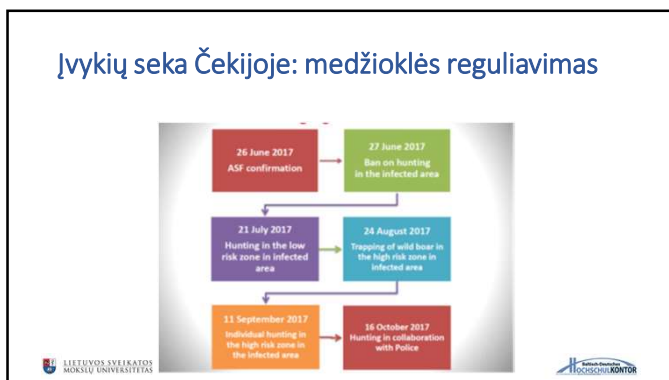 Įvykių seka Čekijoje: medžioklės reguliavimas
26 June 2017
ASF confirmation
27 June 2017
Ban on hunting
in the infected area
21 July 2017
Hunting in the low
risk zone in infected
area
24 August 2017
Trapping of wild boar in
the high risk zone in
infected area
11 September 2017
Individual hunting in
the high risk zone in
the infected area
16 October 2017
Hunting in collaboration
with Police
LIETUVOS SVEIKATOS
MOKSLŲ UNIVERSITETAS
Baltisch-Deutsches
HOCHSCHULKONTOR